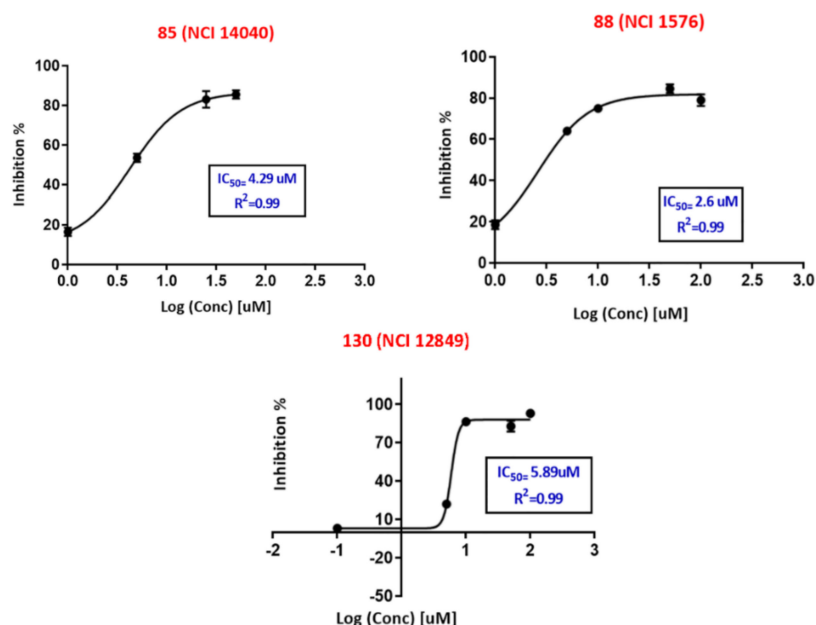 85 (NCI 14040)
100
80
60
40
20
0
Inhibition %
IC50= 4.29 uM
R2=0.99
0.0 0.5 1.0 1.5 2.0 2.5 3.0
Log (Conc) [uM]
88 (NCI 1576)
100
80
60
40
20
0
Inhibition %
IC50= 2.6 uM
R2=0.99
0.0 0.5 1.0 1.5 2.0 2.5 3.0
Log (Conc) [uM]
130 (NCI 12849)
Inhibition %
100
70
40
10
-20
-50
IC50= 5.89uM
R2=0.99
-2 -1 1 2 3
Log (Conc) [uM]